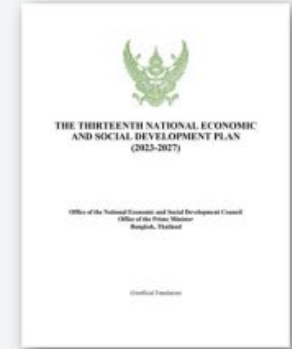 THE THIRTEENTH NATIONAL ECONOMIC
AND SOCIAL DEVELOPMENT PLAN
(2023-2027)
Office of the National Economic and Social Development Council
Office of the Prime Minister
Bangkok, Thailand
(Unofficial Translation)